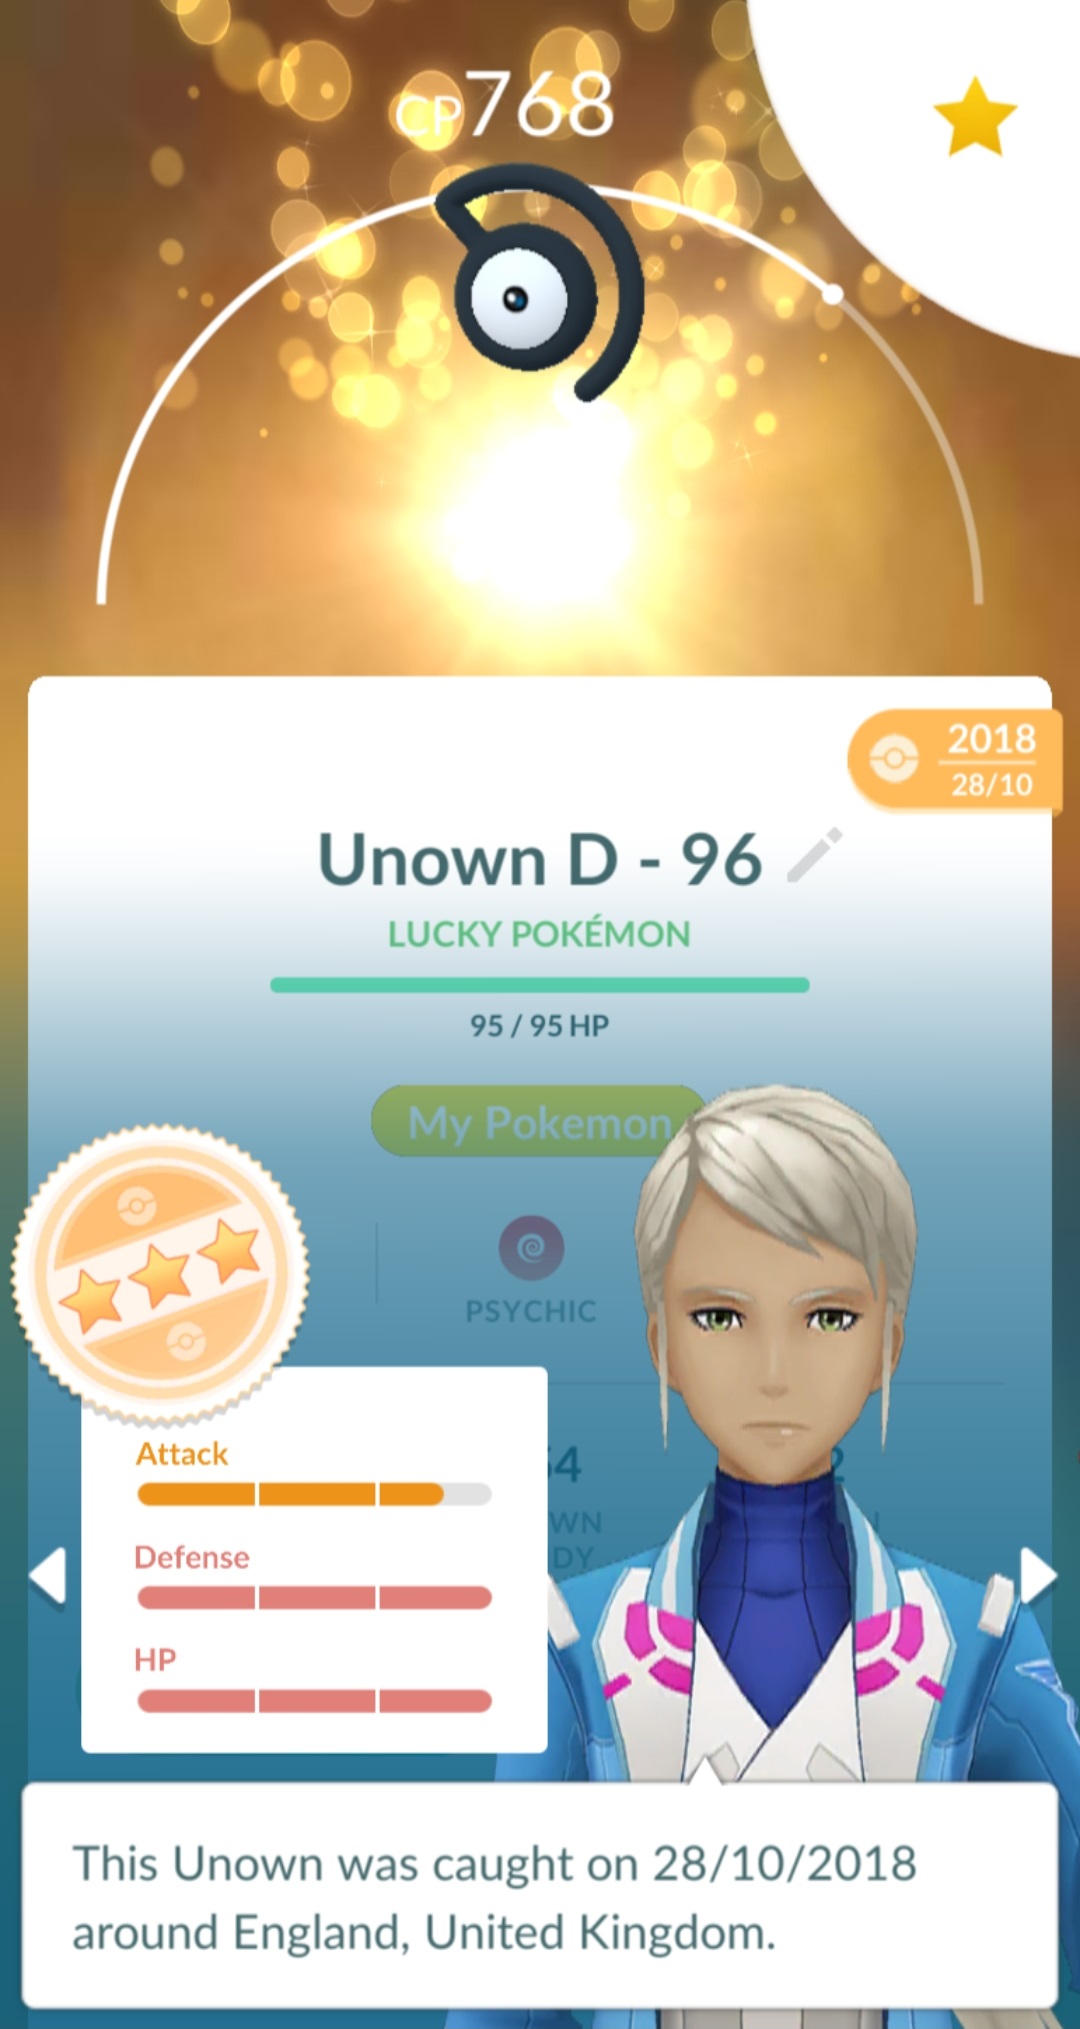 CP768
2018
28/10
Unown D - 96
LUCKY POKÉMON
95 / 95 HP
My Pokemon
PSYCHIC
Attack
Defense
HP
This Unown was caught on 28/10/2018
around England, United Kingdom.